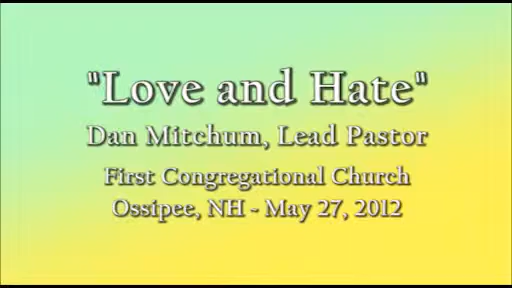 "Love and Hate"
Dan Mitchum, Lead Pastor
First Congregational Church
Ossipee, NH - May 27, 2012